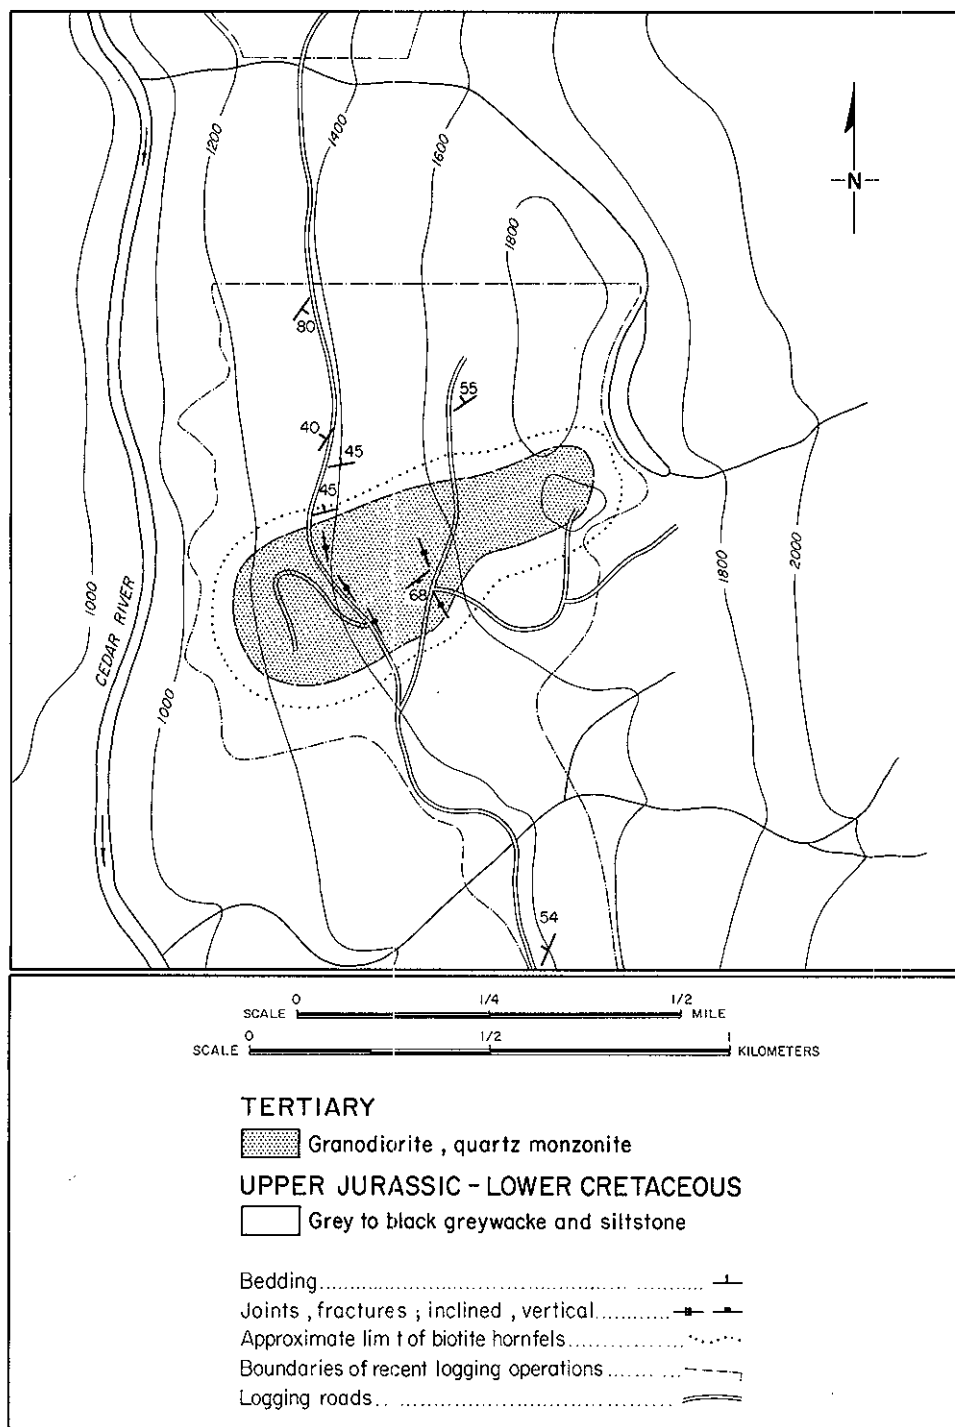 1200
1400
1600
1800
N
80
55
40
45
45
68
1000
CEDAR RIVER
1000
1800
2000
54
SCALE 0 1/4 1/2 MILE
SCALE 0 1/2 1 KILOMETERS
TERTIARY
Granodiorite , quartz monzonite
UPPER JURASSIC - LOWER CRETACEOUS
Grey to black greywacke and siltstone
Bedding
Joints , fractures ; inclined , vertical
Approximate lim t of biotite hornfels
Boundaries of recent logging operations
Logging roads